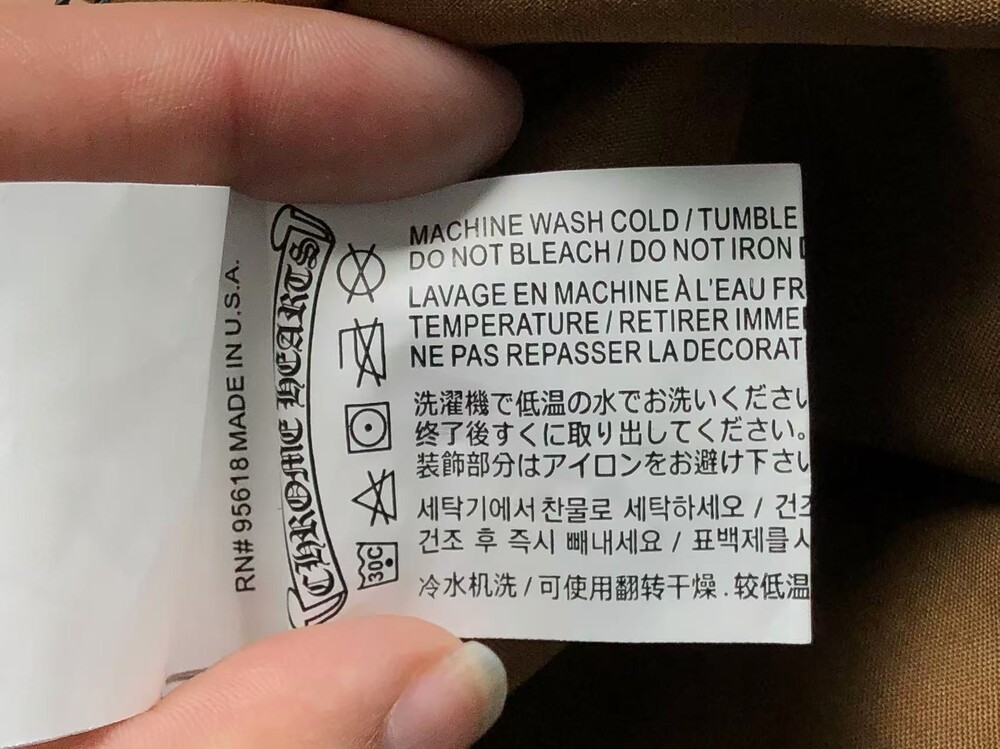 RN# 95618 MADE IN U.S.A.
CHROME HEARTS
30C
MACHINE WASH COLD / TUMBLE
DO NOT BLEACH / DO NOT IRON
LAVAGE EN MACHINE À L'EAU FR
TEMPERATURE / RETIRER IMME
NE PAS REPASSER LA DECORAT
洗濯機で低温の水でお洗いください
終了後すくに取り出してください。
装飾部分はアイロンをお避け下さい
세탁기에서 찬물로 세탁하세요 / 건조
건조 후 즉시 빼내세요 / 표백제를 사
冷水机洗 / 可使用翻转干燥 . 较低温